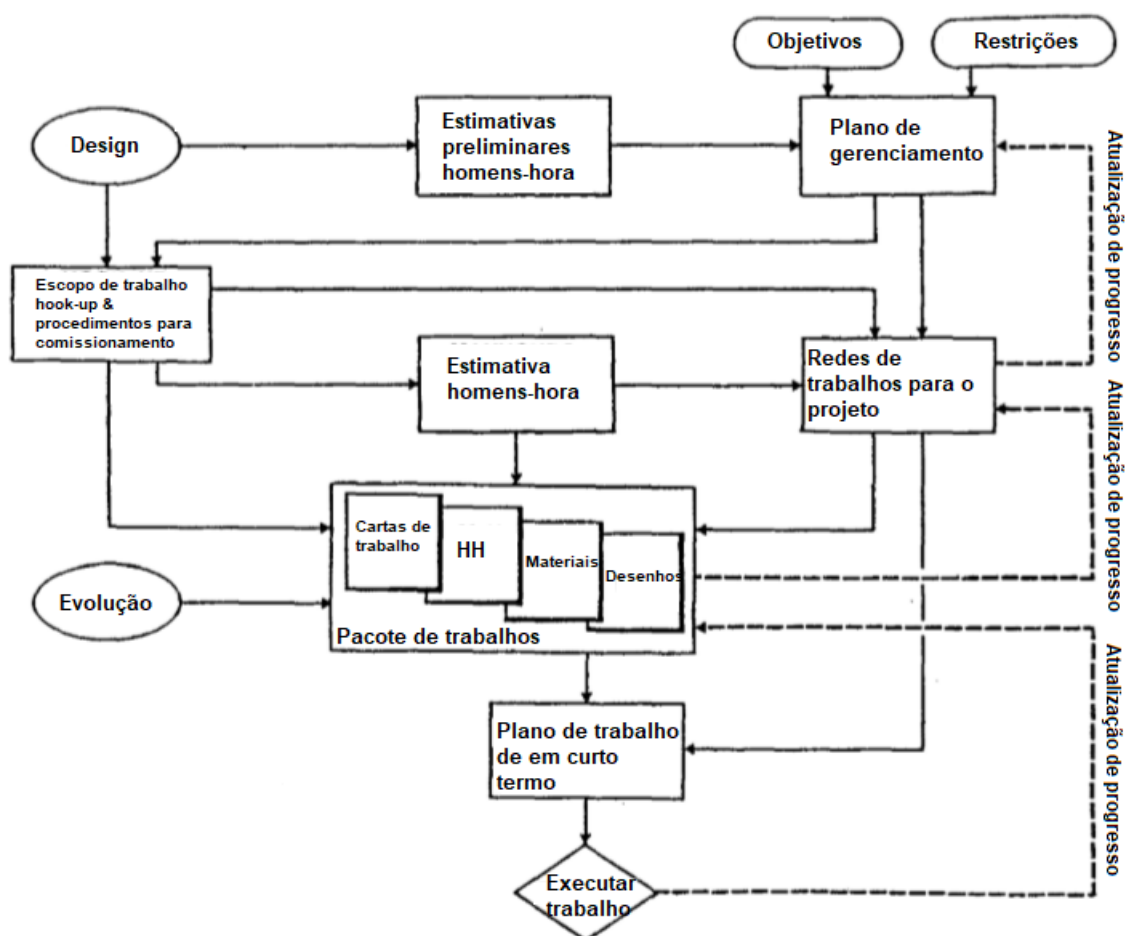 Objetivos
Restrições
Design
Estimativas
preliminares
homens-hora
Plano de
gerenciamento
Atualização de progresso
Escopo de trabalho
hook-up &
procedimentos para
comissionamento
Estimativa
homens-hora
Redes de
trabalhos para o
projeto
Atualização de progresso
Cartas de
trabalho
HH
Materiais
Desenhos
Evolução
Pacote de trabalhos
Atualização de progresso
Plano de trabalho
de em curto
termo
Executar
trabalho